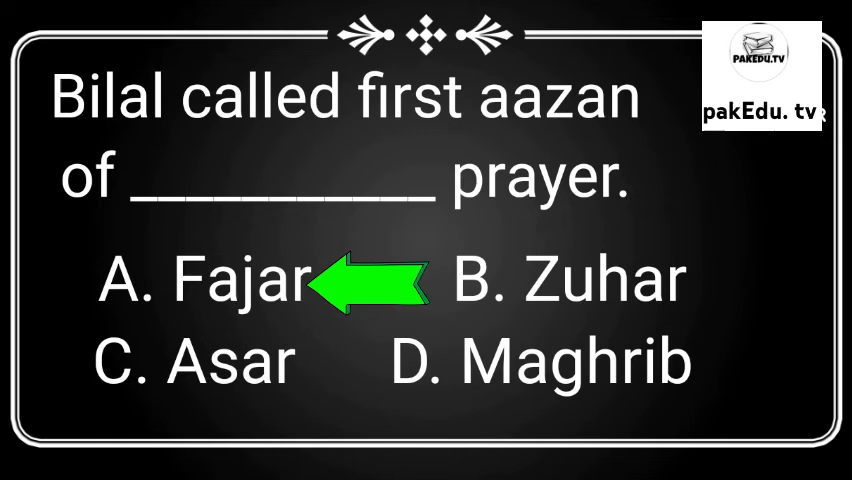 Bilal called first aazan
of ___________ prayer.
A. Fajar B. Zuhar
C. Asar D. Maghrib
PAKEDU.TV
pakEdu. tv